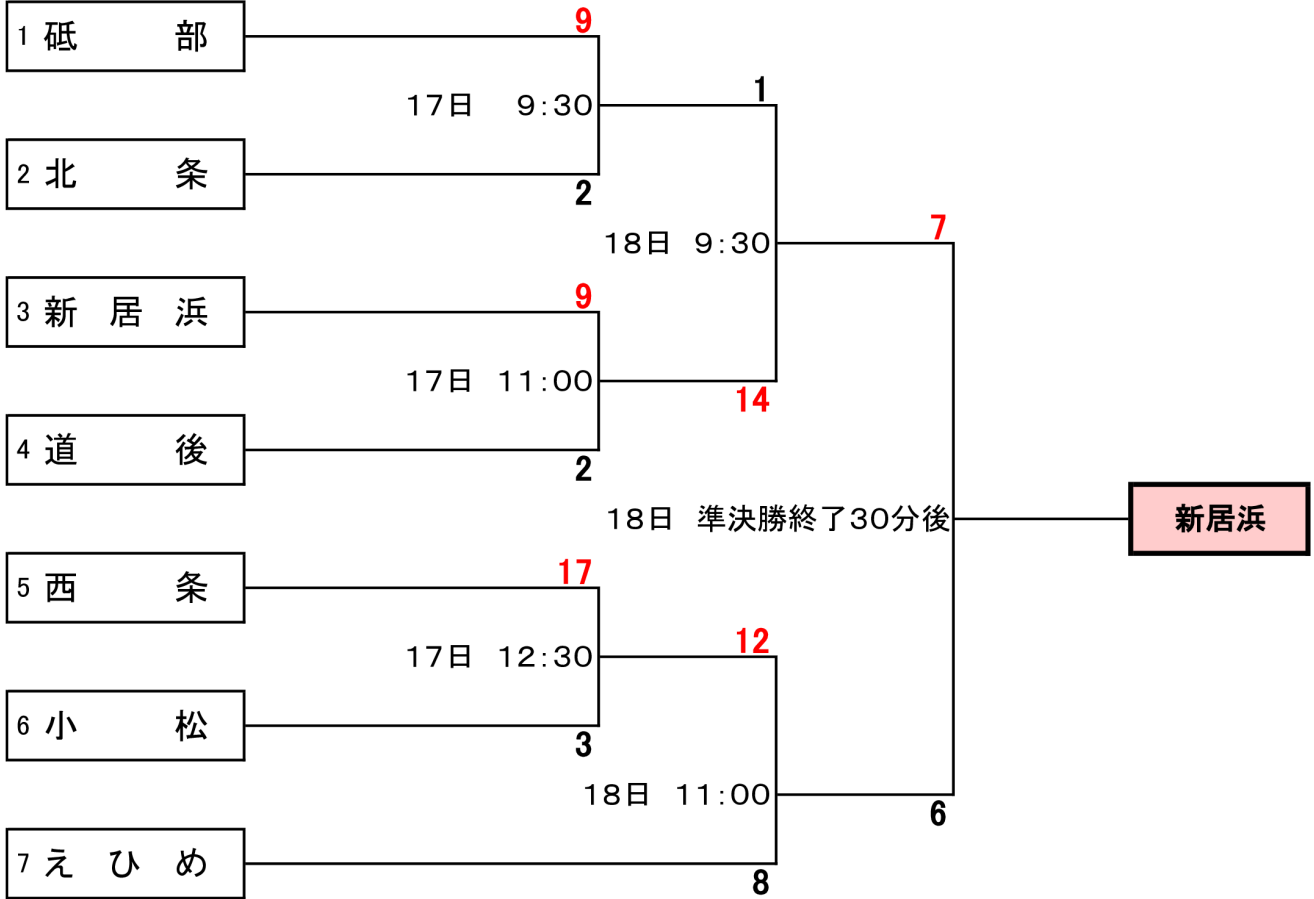 9
1 砥 部
1
17日 9:30
2 北 条
2
7
18日 9:30
9
3 新 居 浜
17日 11:00
14
4 道 後
2
18日 準決勝終了30分後
新居浜
17
5 西 条
12
17日 12:30
6 小 松
3
18日 11:00
6
7 え ひ め
8